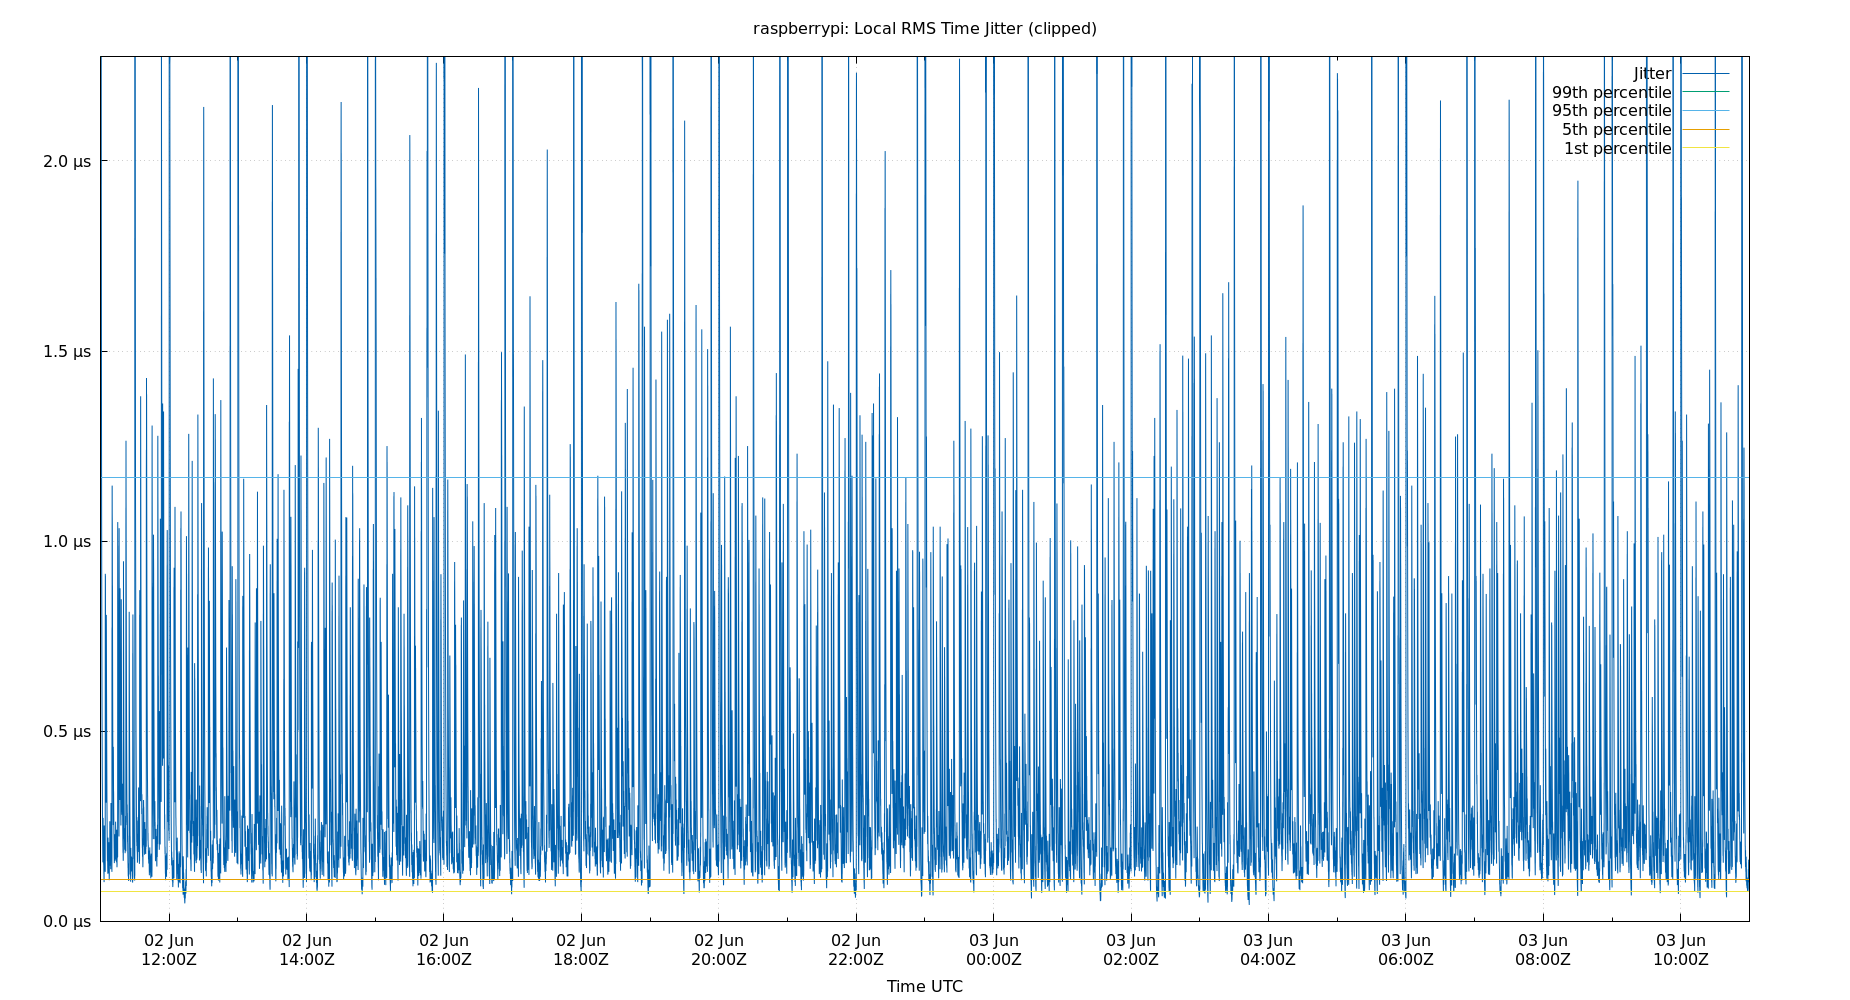 raspberrypi: Local RMS Time Jitter (clipped)
Jitter
99th percentile
95th percentile
5th percentile
1st percentile
2.0 µs
1.5 µs
1.0 µs
0.5 µs
0.0 µs
02 Jun 02 Jun 02 Jun 02 Jun 02 Jun 02 Jun 03 Jun 03 Jun 03 Jun 03 Jun 03 Jun 03 Jun
12:00Z 14:00Z 16:00Z 18:00Z 20:00Z 22:00Z 00:00Z 02:00Z 04:00Z 06:00Z 08:00Z 10:00Z
Time UTC